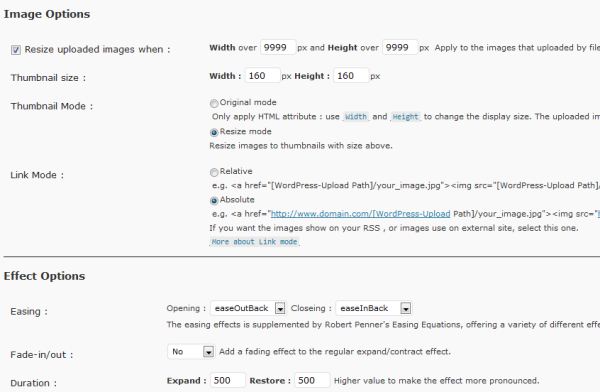 Image Options
Resize uploaded images when : Width over 9999 px and Height over 9999 px Apply to the images that uploaded by file
Thumbnail size : Width : 160 px Height : 160 px
Thumbnail Mode : Original mode
Only apply HTML attribute : use Width and Height to change the display size. The uploaded
Resize mode
Resize images to thumbnails with size above.
Link Mode : Relative
e.g. <a href="[WordPress-Upload Path]/your_image.jpg"><img src="[WordPress-Upload Path]/
Absolute
e.g. <a href="http://www.domain.com/[WordPress-Upload Path]/your_image.jpg"><img src="
If you want the images show on your RSS , or images use on external site, select this one.
More about Link mode
Effect Options
Easing : Opening : easeOutBack Closeing : easeInBack
The easing effects is supplemented by Robert Penner's Easing Equations, offering a variety of different
Fade-in/out : No Add a fading effect to the regular expand/contract effect.
Duration : Expand : 500 Restore : 500 Higher value to make the effect more pronounced.